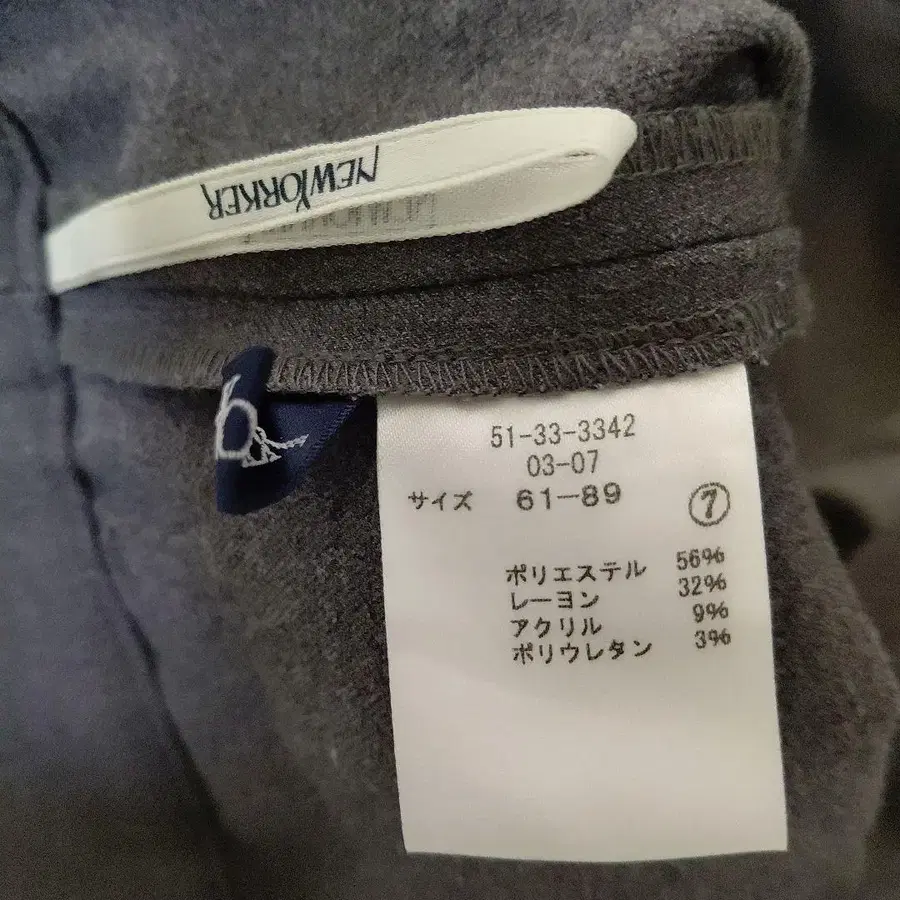 NEWYORKER
51-33-3342
03-07
サイズ 61-89 ⑦
ポリエステル 56%
レーヨン 32%
アクリル 9%
ポリウレタン 3%